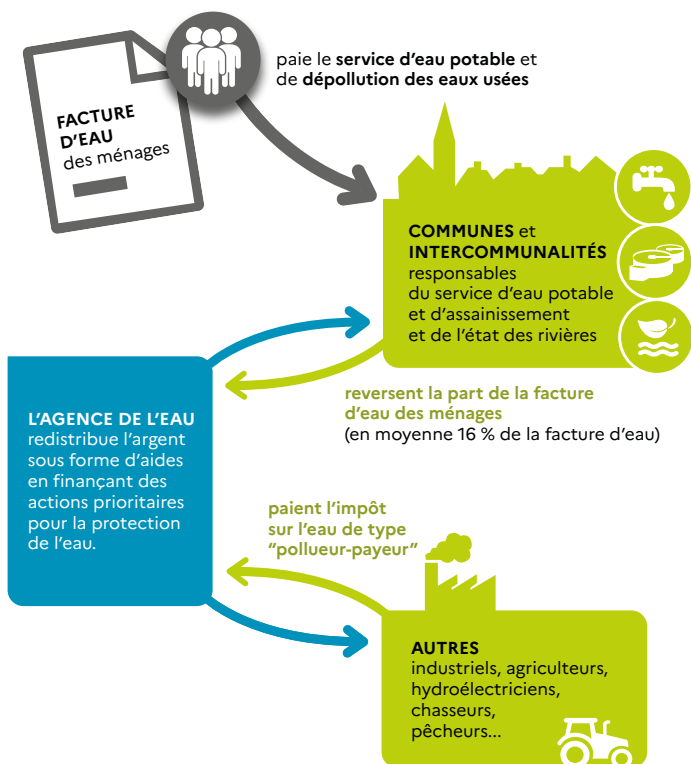 FACTURE
D'EAU
des ménages
paie le service d'eau potable et
de dépollution des eaux usées
COMMUNES et
INTERCOMMUNALITÉS
responsables
du service d'eau potable
et d'assainissement
et de l'état des rivières
reversent la part de la facture
d'eau des ménages
(en moyenne 16 % de la facture d'eau)
L'AGENCE DE L'EAU
redistribue l'argent
sous forme d'aides
en finançant des
actions prioritaires
pour la protection
de l'eau.
paient l'impôt
sur l'eau de type
“pollueur-payeur”
AUTRES
industriels, agriculteurs,
hydroélectriciens,
chasseurs,
pêcheurs...